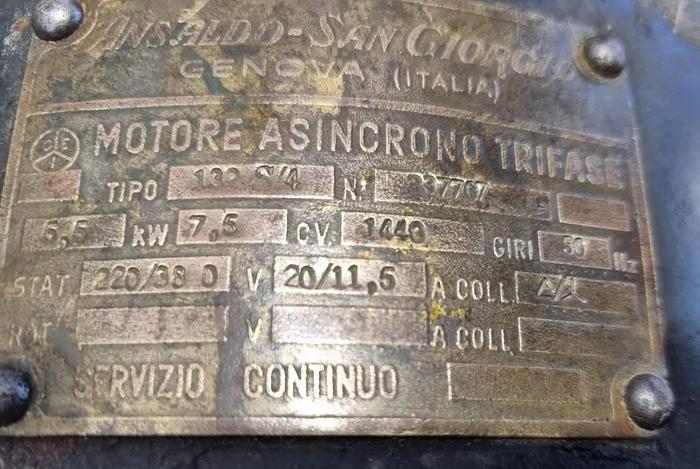 ANSALDO-SAN GIORGIO
GENOVA (ITALIA)
MOTORE ASINCRONO TRIFASE
TIPO 132 S/4 N°
5,5 KW 7,5 CV. 1440 GIRI 50 Hz
STAT. 220/380 V 20/11,5 A COLL
ROT. V A COLL
SERVIZIO CONTINUO